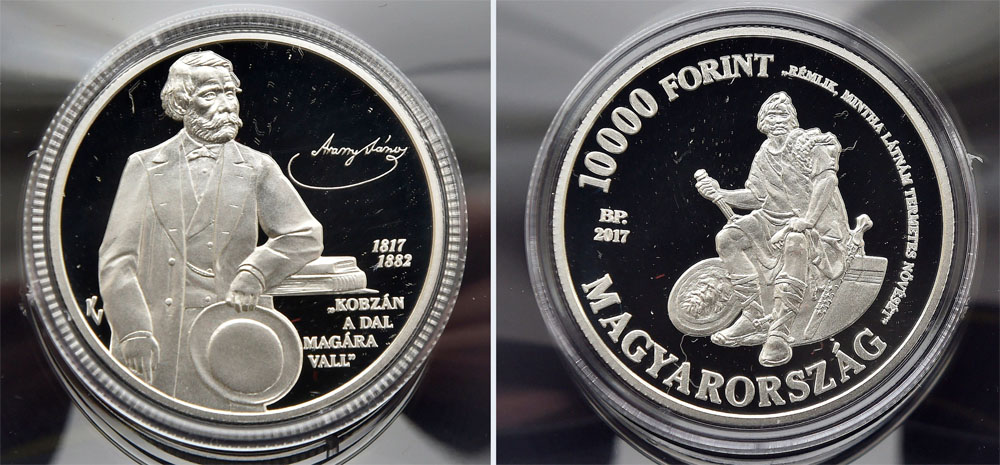 Arany János
1817
1882
„KOBZÁN
A DAL
MAGÁRA
VALL”
K
10000 FORINT
„RÉMLIK, MINTHA LÁTNÁM TERMETES NÖVÉSÉT”
BP.
2017
MAGYARORSZÁG